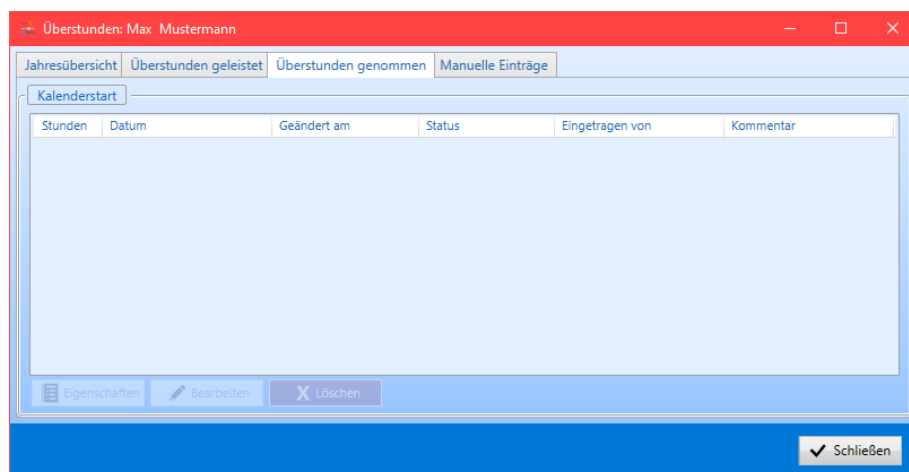 Überstunden: Max Mustermann
Jahresübersicht Überstunden geleistet Überstunden genommen Manuelle Einträge
Kalenderstart
Stunden Datum Geändert am Status Eingetragen von Kommentar
Eigenschaften Bearbeiten X Löschen
Schließen